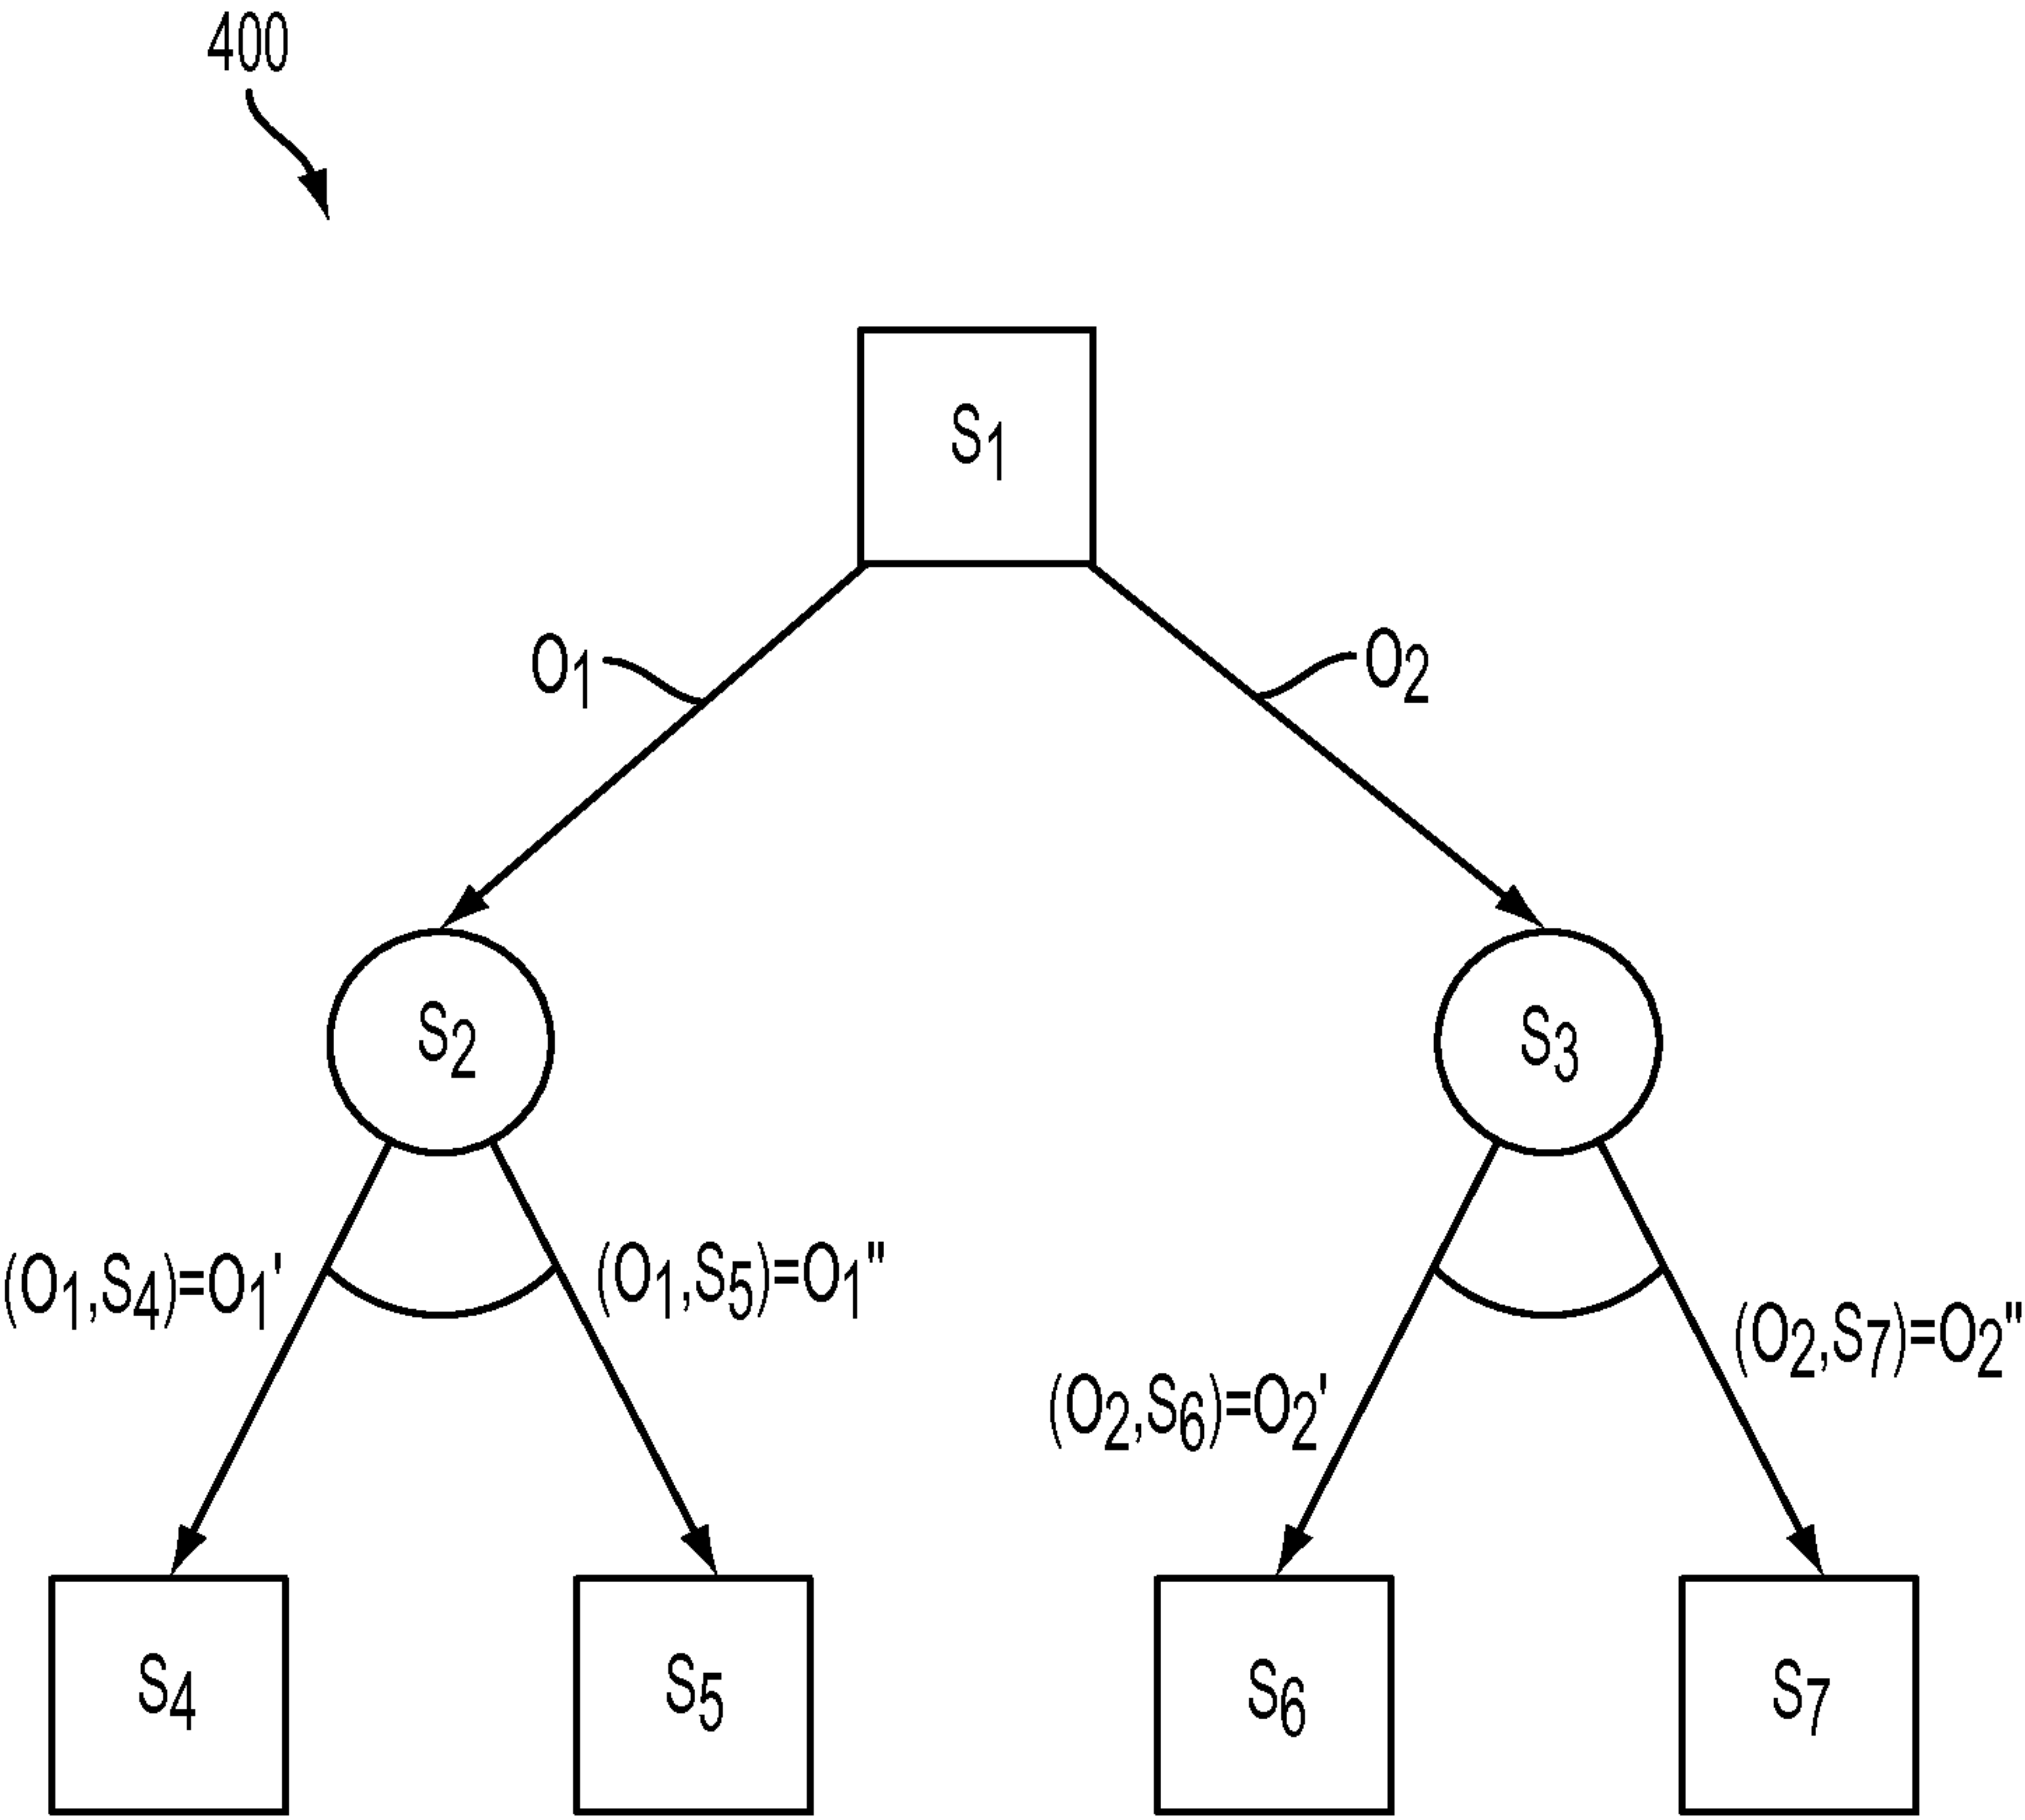 400
S1
O1
O2
S2
S3
(O1,S4)=O1'
(O1,S5)=O1"
(O2,S6)=O2'
(O2,S7)=O2"
S4
S5
S6
S7